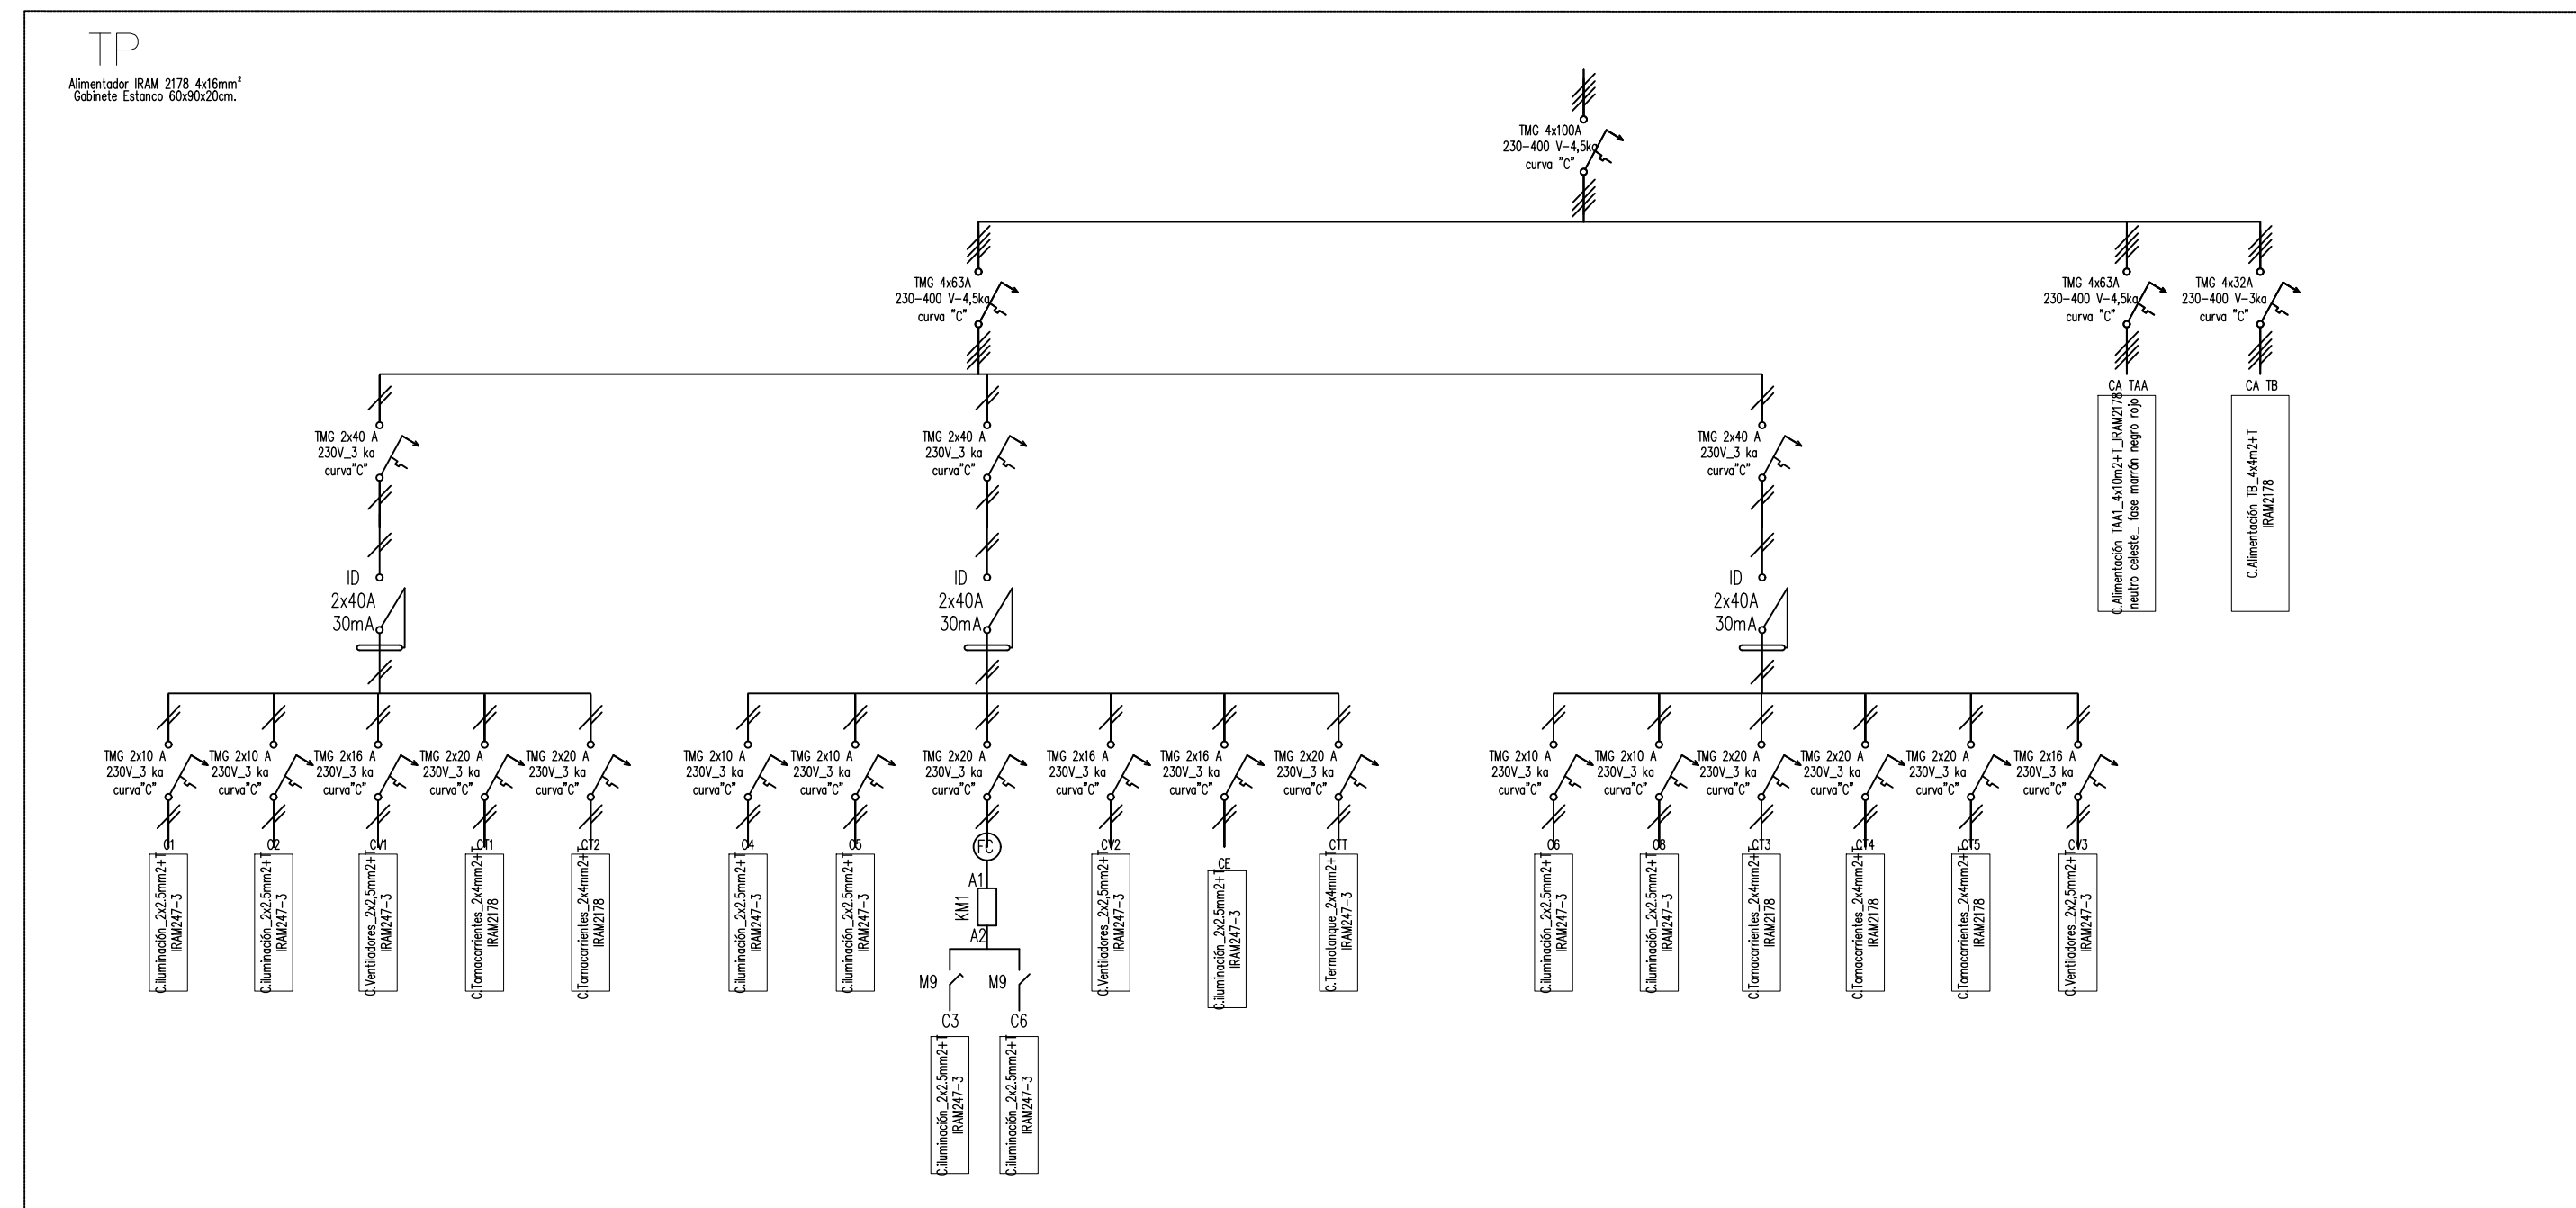 TP
Alimentador IRAM 2178 4x16mm²
Gabinete Estanco 60x90x20cm.
TMG 4x100A
230-400 V-4,5ka
curva "C"
TMG 4x63A
230-400 V-4,5ka
curva "C"
TMG 4x63A
230-400 V-4,5ka
curva "C"
TMG 4x32A
230-400 V-3ka
curva "C"
CA TAA
C.Alimentación TAA1_4x10m2+T_IRAM2178
neutro celeste_ fase marrón negro rojo
CA TB
C.Alimentación TB_4x4m2+T
IRAM2178
TMG 2x40 A
230V_3 ka
curva"C"
TMG 2x40 A
230V_3 ka
curva"C"
TMG 2x40 A
230V_3 ka
curva"C"
ID
2x40A
30mA
ID
2x40A
30mA
ID
2x40A
30mA
TMG 2x10 A
230V_3 ka
curva"C"
TMG 2x10 A
230V_3 ka
curva"C"
TMG 2x16 A
230V_3 ka
curva"C"
TMG 2x20 A
230V_3 ka
curva"C"
TMG 2x20 A
230V_3 ka
curva"C"
TMG 2x10 A
230V_3 ka
curva"C"
TMG 2x10 A
230V_3 ka
curva"C"
TMG 2x20 A
230V_3 ka
curva"C"
TMG 2x16 A
230V_3 ka
curva"C"
TMG 2x16 A
230V_3 ka
curva"C"
TMG 2x20 A
230V_3 ka
curva"C"
TMG 2x10 A
230V_3 ka
curva"C"
TMG 2x10 A
230V_3 ka
curva"C"
TMG 2x20 A
230V_3 ka
curva"C"
TMG 2x20 A
230V_3 ka
curva"C"
TMG 2x20 A
230V_3 ka
curva"C"
TMG 2x16 A
230V_3 ka
curva"C"
C1
C.iluminación_2x2.5mm2+T
IRAM247-3
C2
C.iluminación_2x2.5mm2+T
IRAM247-3
CV1
C.Ventiladores_2x2,5mm2+T
IRAM247-3
CT1
C.Tomacorrientes_2x4mm2+T
IRAM2178
CT2
C.Tomacorrientes_2x4mm2+T
IRAM2178
C4
C.iluminación_2x2.5mm2+T
IRAM247-3
C5
C.iluminación_2x2.5mm2+T
IRAM247-3
FC
A1
KM1
A2
M9
M9
C3
C.iluminación_2x2.5mm2+T
IRAM247-3
C6
C.iluminación_2x2.5mm2+T
IRAM247-3
CV2
C.Ventiladores_2x2,5mm2+T
IRAM247-3
CE
C.iluminación_2x2.5mm2+T
IRAM247-3
CTT
C.Termotanque_2x4mm2+T
IRAM247-3
C6
C.iluminación_2x2.5mm2+T
IRAM247-3
C8
C.iluminación_2x2.5mm2+T
IRAM247-3
CT3
C.Tomacorrientes_2x4mm2+T
IRAM2178
CT4
C.Tomacorrientes_2x4mm2+T
IRAM2178
CT5
C.Tomacorrientes_2x4mm2+T
IRAM2178
CV3
C.Ventiladores_2x2,5mm2+T
IRAM247-3